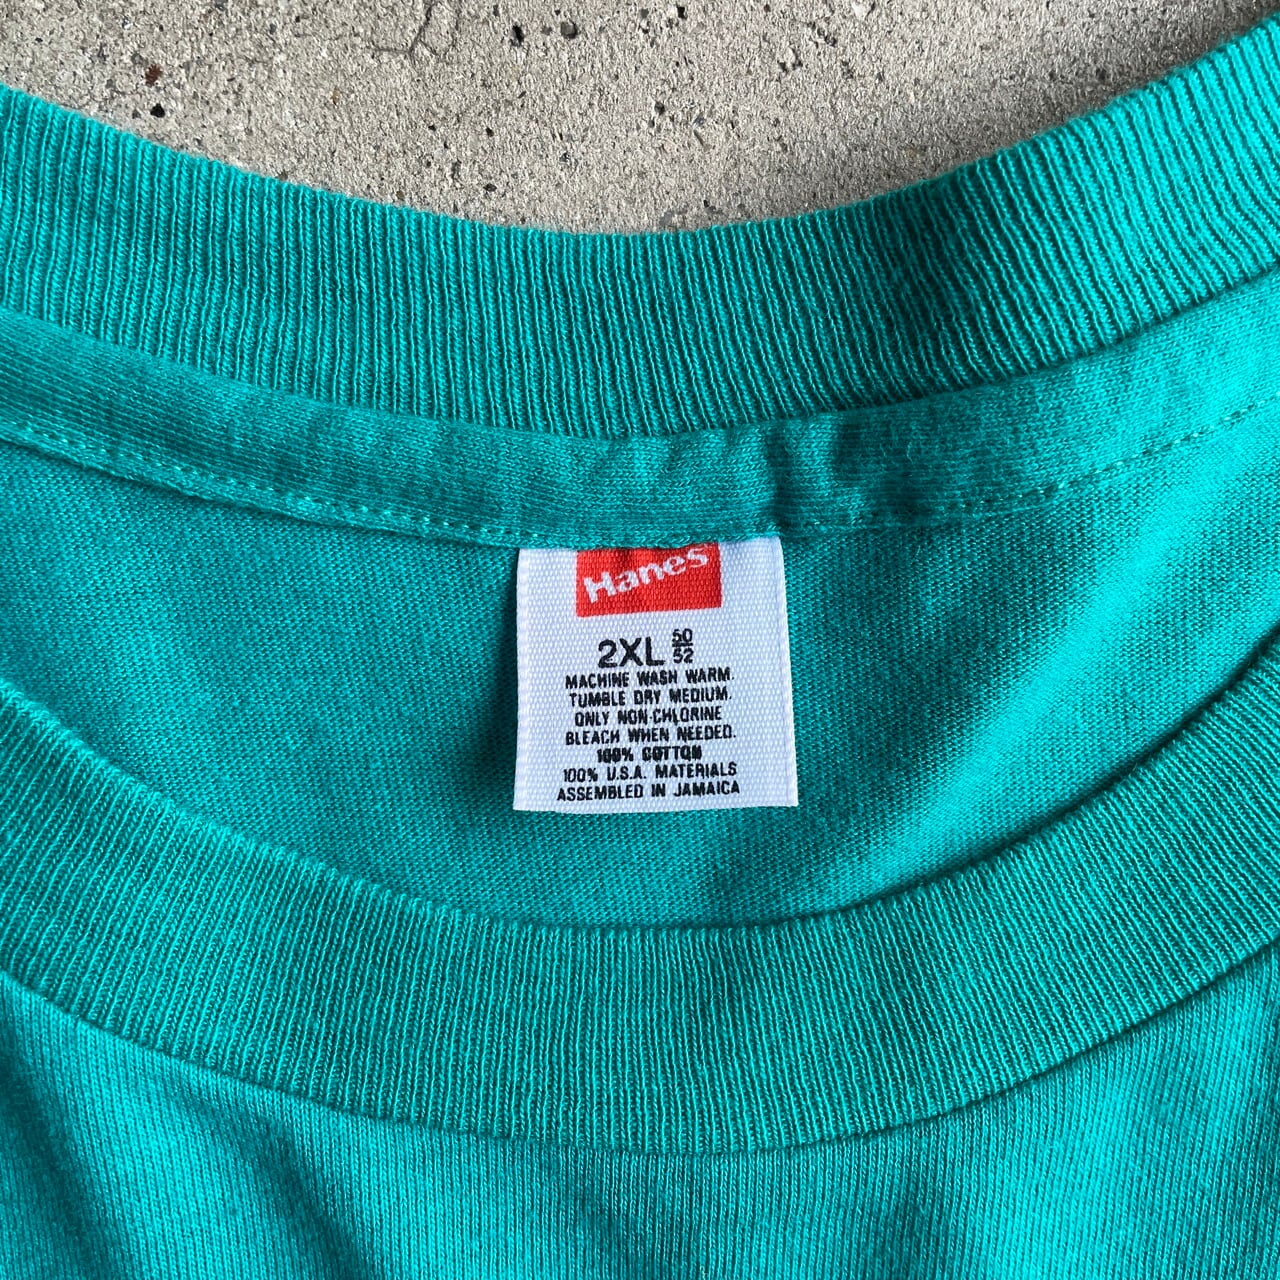 Hanes
2XL 50/52
MACHINE WASH WARM.
TUMBLE DRY MEDIUM.
ONLY NON-CHLORINE
BLEACH WHEN NEEDED.
100% COTTON
100% U.S.A. MATERIALS
ASSEMBLED IN JAMAICA